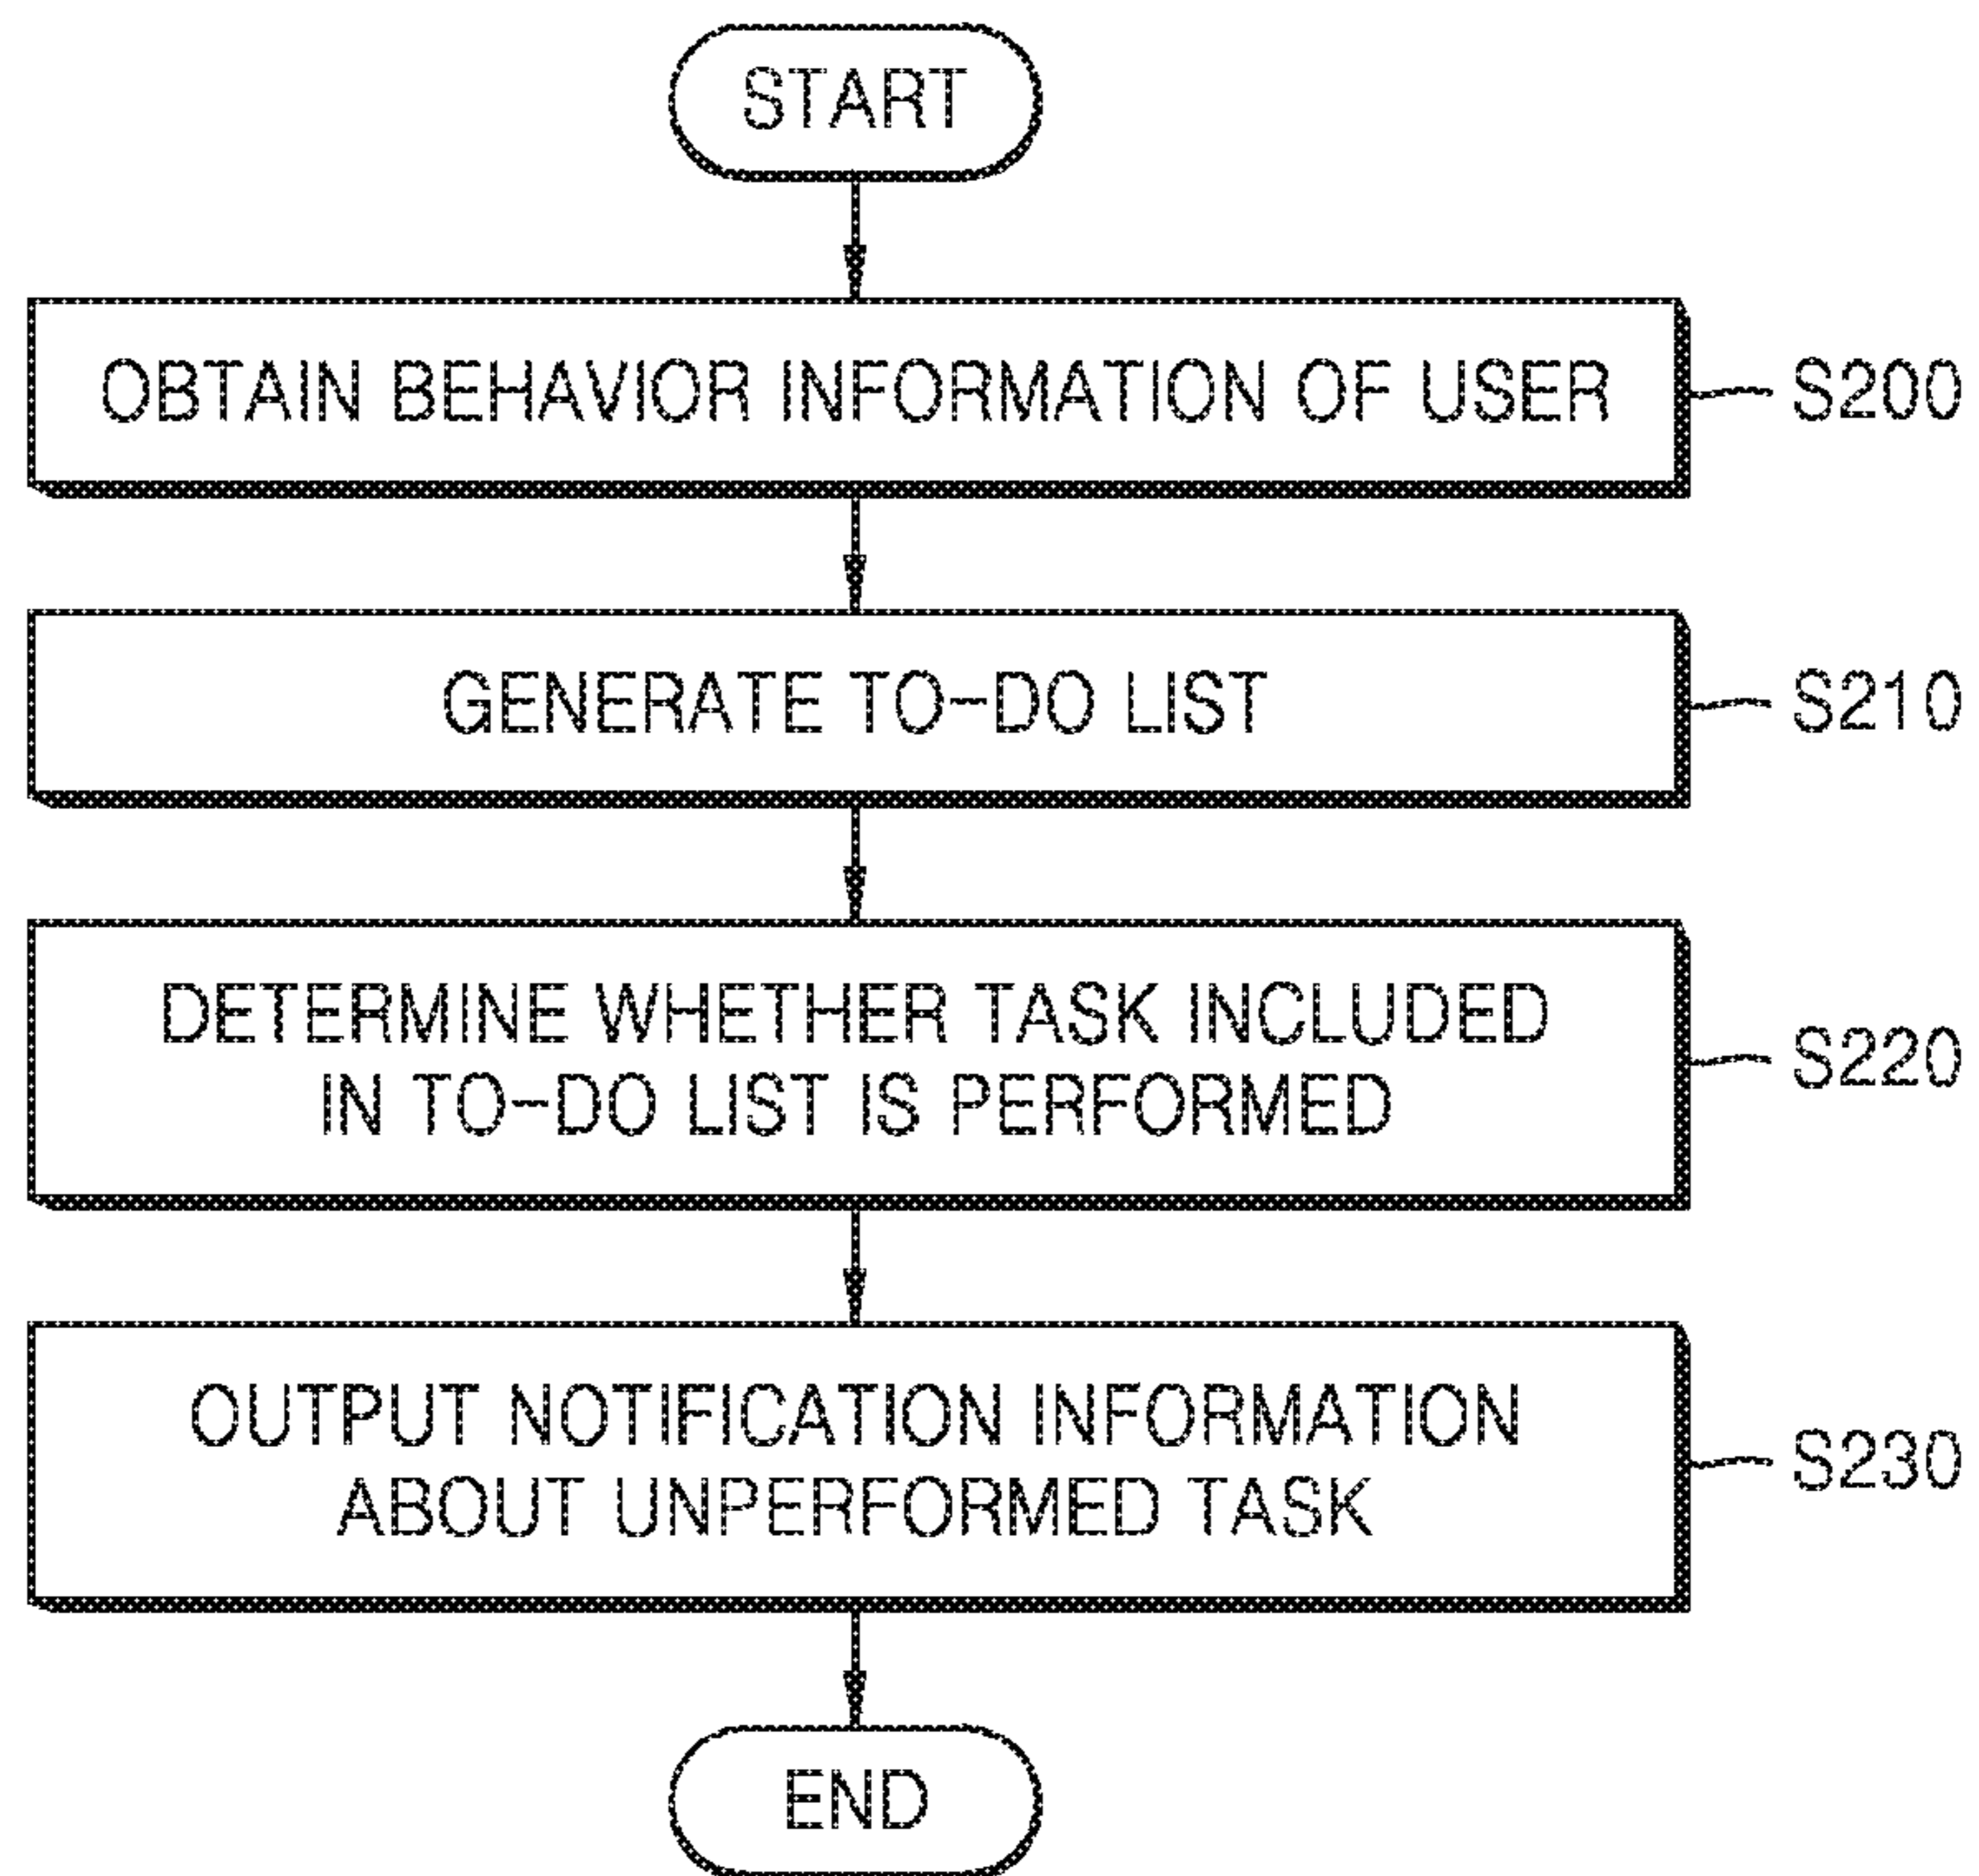 START
OBTAIN BEHAVIOR INFORMATION OF USER
S200
GENERATE TO-DO LIST
S210
DETERMINE WHETHER TASK INCLUDED
IN TO-DO LIST IS PERFORMED
S220
OUTPUT NOTIFICATION INFORMATION
ABOUT UNPERFORMED TASK
S230
END